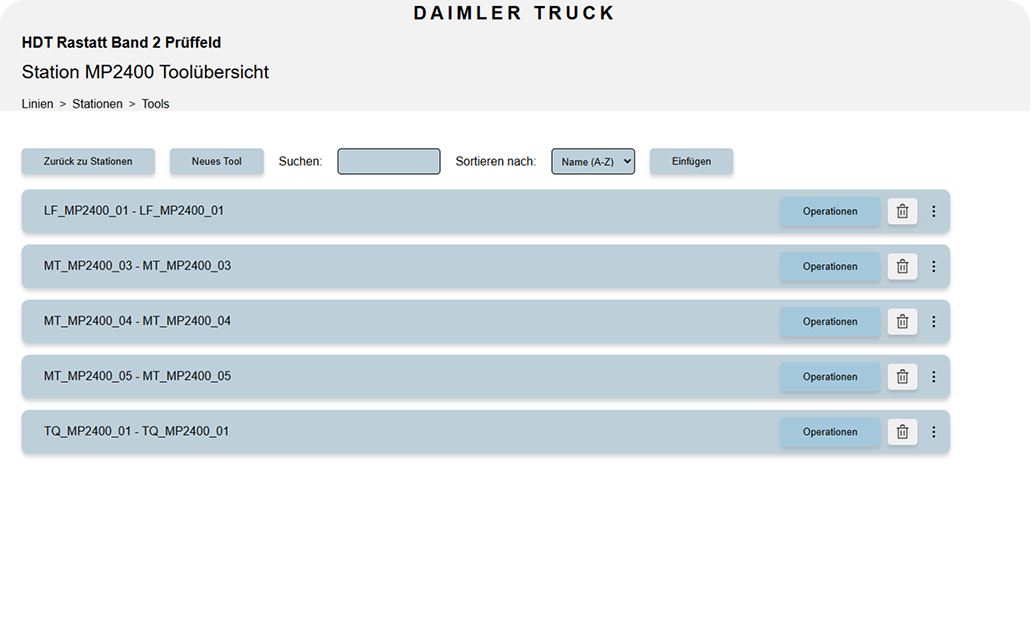 DAIMLER TRUCK
HDT Rastatt Band 2 Prüffeld
Station MP2400 Toolübersicht
Linien > Stationen > Tools
Zurück zu Stationen Neues Tool Suchen: Sortieren nach: Name (A-Z) Einfügen
LF_MP2400_01 - LF_MP2400_01 Operationen
MT_MP2400_03 - MT_MP2400_03 Operationen
MT_MP2400_04 - MT_MP2400_04 Operationen
MT_MP2400_05 - MT_MP2400_05 Operationen
TQ_MP2400_01 - TQ_MP2400_01 Operationen